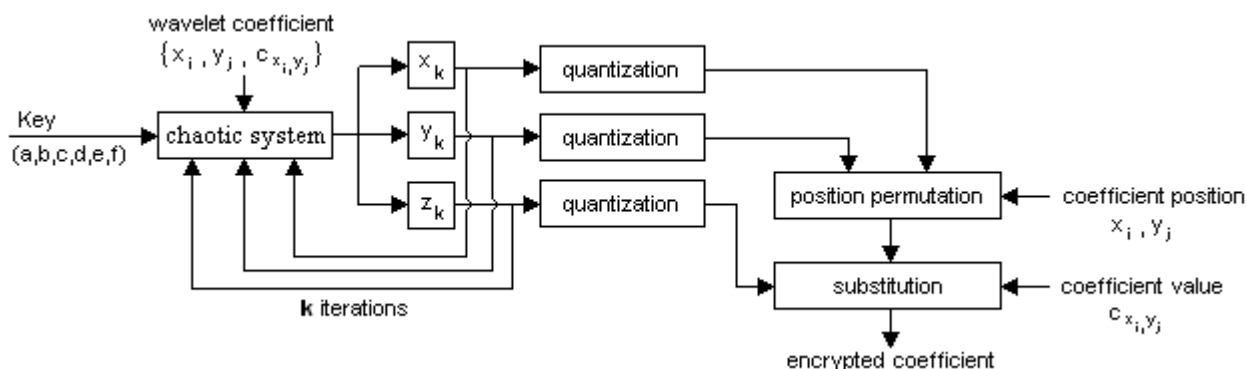 wavelet coefficient
{x_i , y_j , c_{x_i,y_j}}
Key
(a,b,c,d,e,f)
chaotic system
x_k
y_k
z_k
quantization
quantization
quantization
k iterations
position permutation
coefficient position
x_i , y_j
substitution
coefficient value
c_{x_i,y_j}
encrypted coefficient